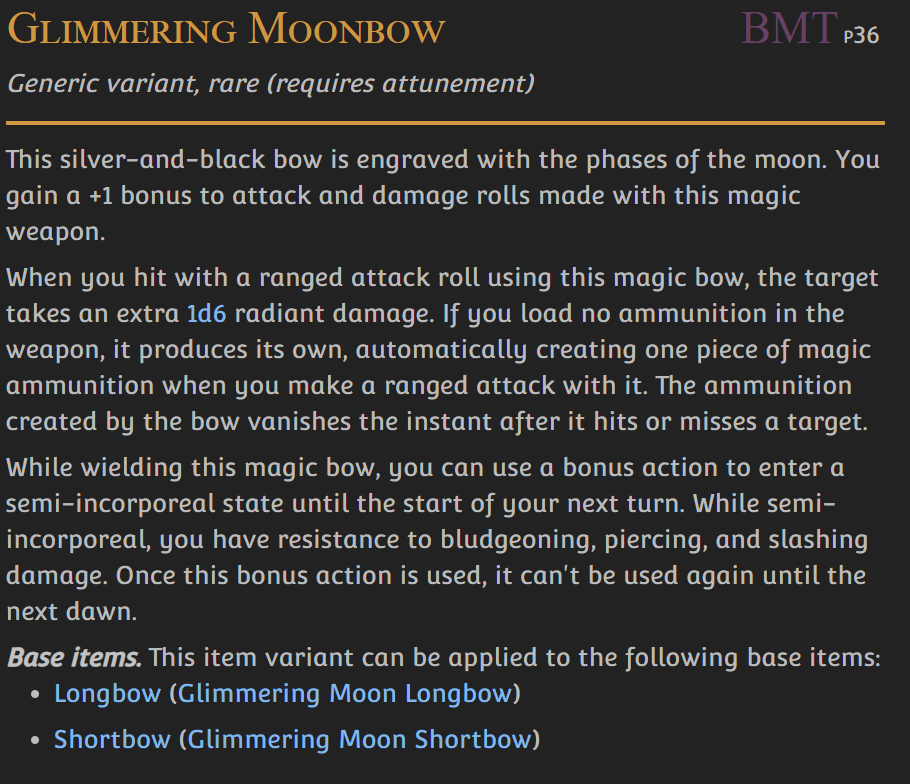 Glimmering Moonbow BMT p36
Generic variant, rare (requires attunement)
This silver-and-black bow is engraved with the phases of the moon. You
gain a +1 bonus to attack and damage rolls made with this magic
weapon.
When you hit with a ranged attack roll using this magic bow, the target
takes an extra 1d6 radiant damage. If you load no ammunition in the
weapon, it produces its own, automatically creating one piece of magic
ammunition when you make a ranged attack with it. The ammunition
created by the bow vanishes the instant after it hits or misses a target.
While wielding this magic bow, you can use a bonus action to enter a
semi-incorporeal state until the start of your next turn. While semi-
incorporeal, you have resistance to bludgeoning, piercing, and slashing
damage. Once this bonus action is used, it can't be used again until the
next dawn.
Base items. This item variant can be applied to the following base items:
• Longbow (Glimmering Moon Longbow)
• Shortbow (Glimmering Moon Shortbow)